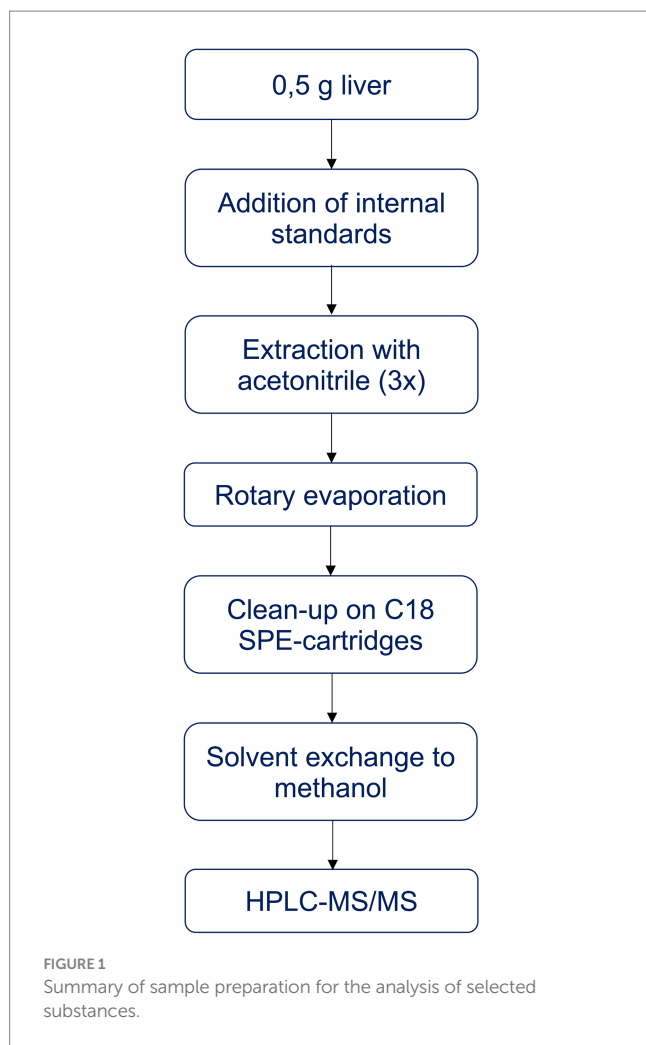 0,5 g liver
Addition of internal
standards
Extraction with
acetonitrile (3x)
Rotary evaporation
Clean-up on C18
SPE-cartridges
Solvent exchange to
methanol
HPLC-MS/MS
FIGURE 1
Summary of sample preparation for the analysis of selected
substances.